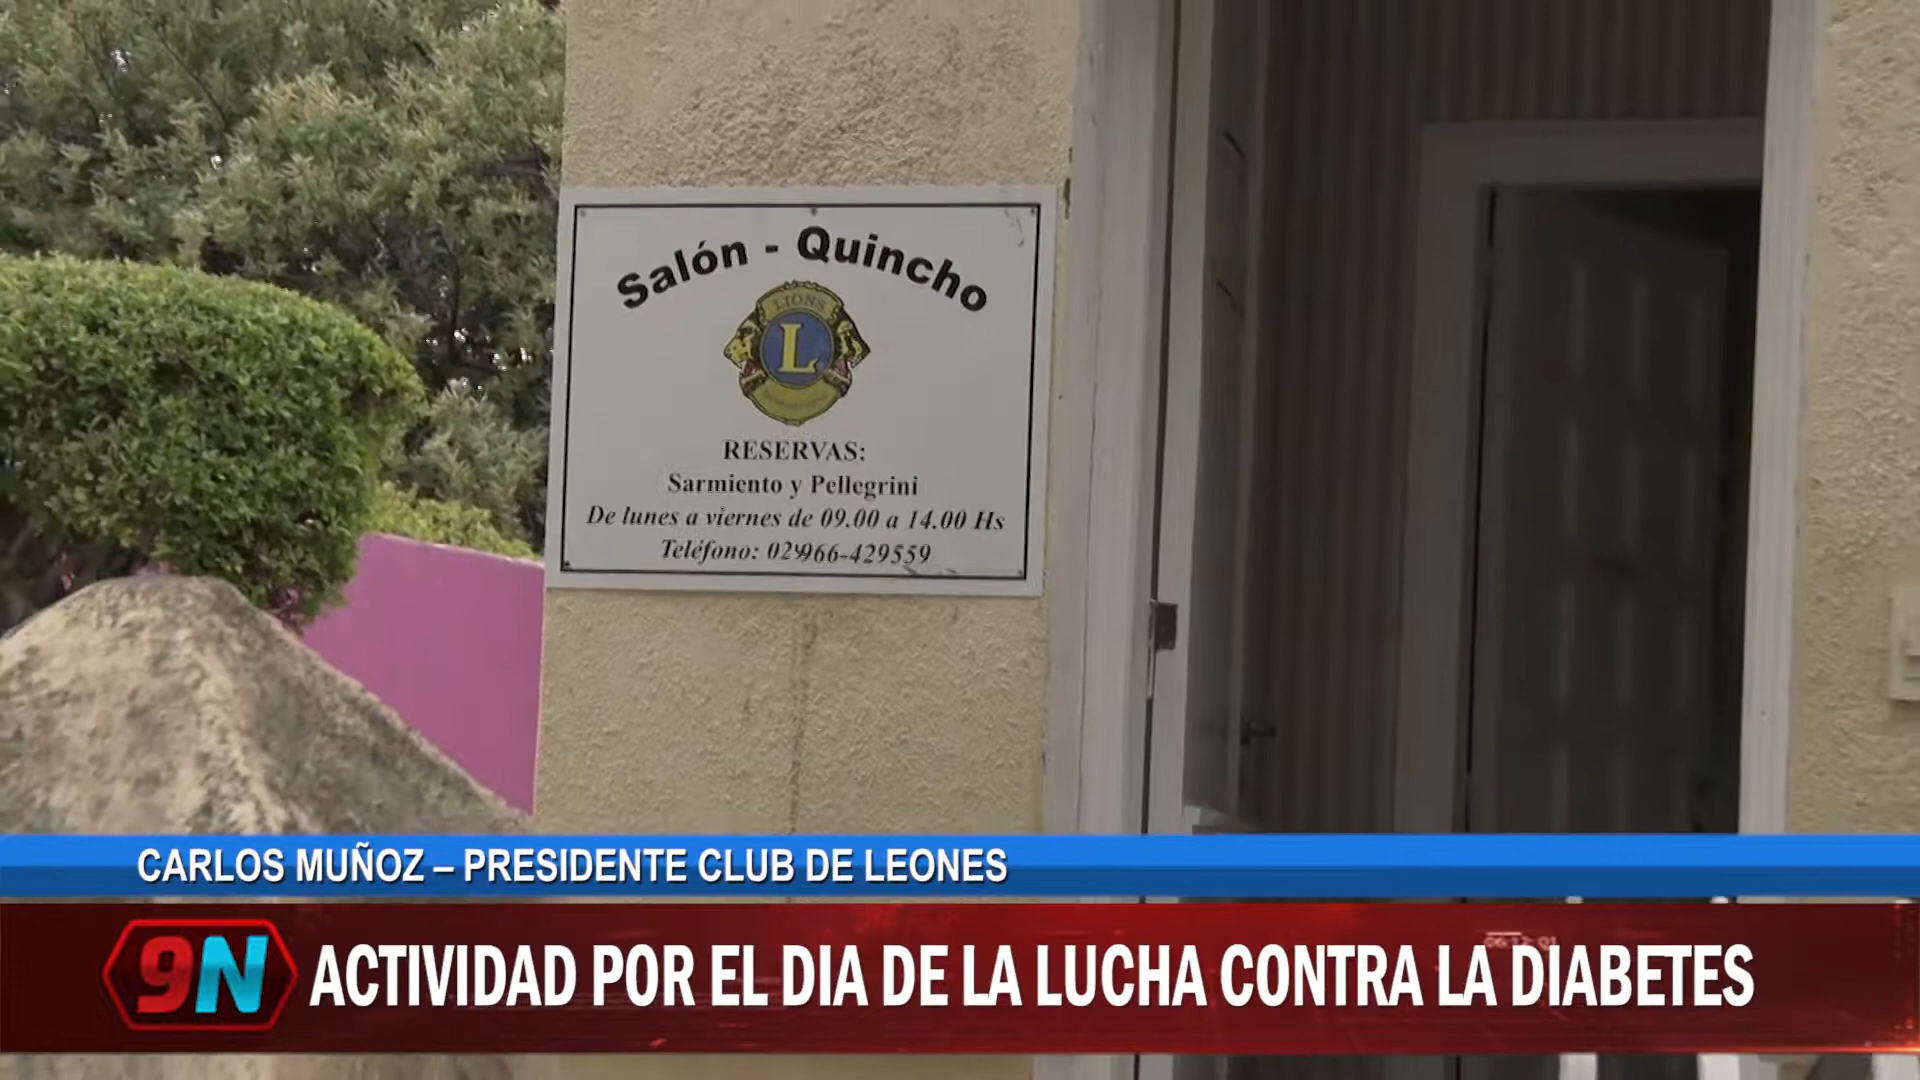 Salón - Quincho
LIONS
L
RESERVAS:
Sarmiento y Pellegrini
De lunes a viernes de 09.00 a 14.00 Hs
Teléfono: 02966-429559
CARLOS MUÑOZ – PRESIDENTE CLUB DE LEONES
9N ACTIVIDAD POR EL DIA DE LA LUCHA CONTRA LA DIABETES